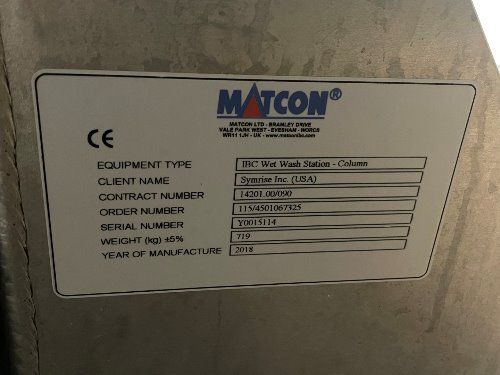 MATCON®
MATCON LTD - BRAMLEY DRIVE
VALE PARK WEST - EVESHAM - WORCS
WR11 1JH - UK - www.matconibc.com
CE
EQUIPMENT TYPE IBC Wet Wash Station - Column
CLIENT NAME Symrise Inc. (USA)
CONTRACT NUMBER 14201.00/090
ORDER NUMBER 115/4501067325
SERIAL NUMBER Y0015114
WEIGHT (kg) ±5% 719
YEAR OF MANUFACTURE 2018